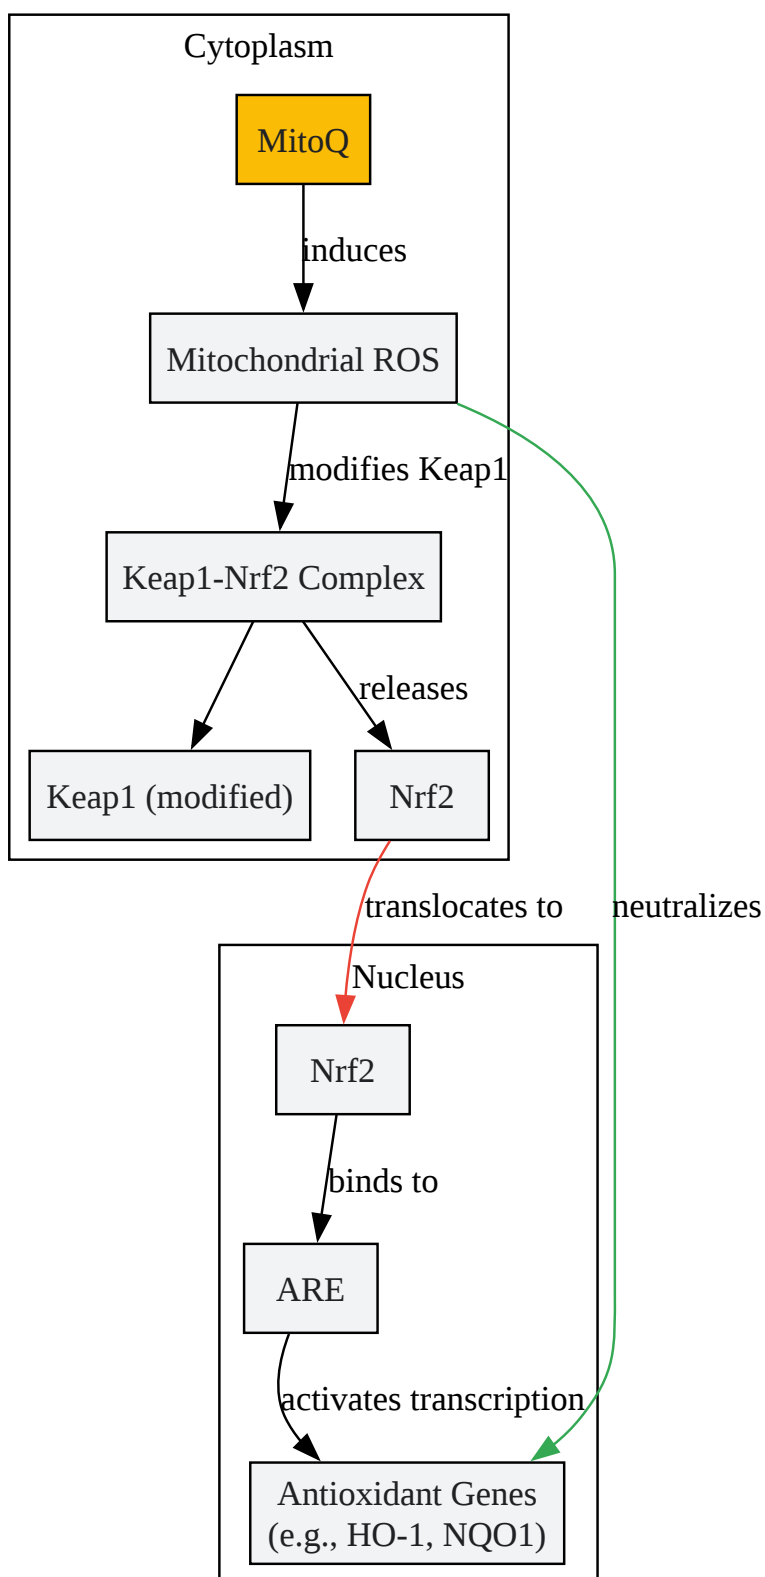 Cytoplasm
MitoQ
induces
Mitochondrial ROS
modifies Keap1
Keap1-Nrf2 Complex
releases
Keap1 (modified)
Nrf2
translocates to
neutralizes
Nucleus
Nrf2
binds to
ARE
activates transcription
Antioxidant Genes
(e.g., HO-1, NQO1)